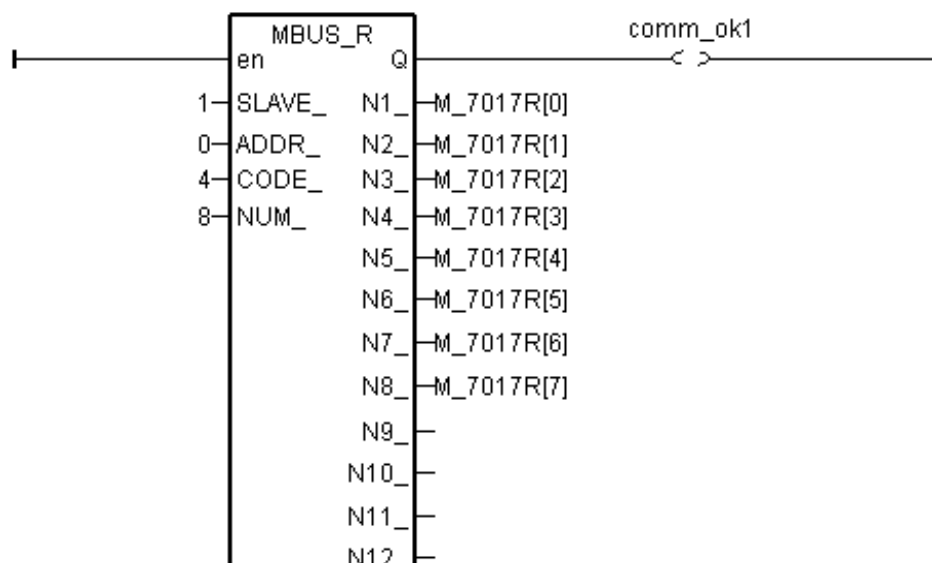 MBUS_R comm_ok1
en Q
1 SLAVE_ N1_ M_7017R[0]
0 ADDR_ N2_ M_7017R[1]
4 CODE_ N3_ M_7017R[2]
8 NUM_ N4_ M_7017R[3]
N5_ M_7017R[4]
N6_ M_7017R[5]
N7_ M_7017R[6]
N8_ M_7017R[7]
N9_
N10_
N11_
N12_